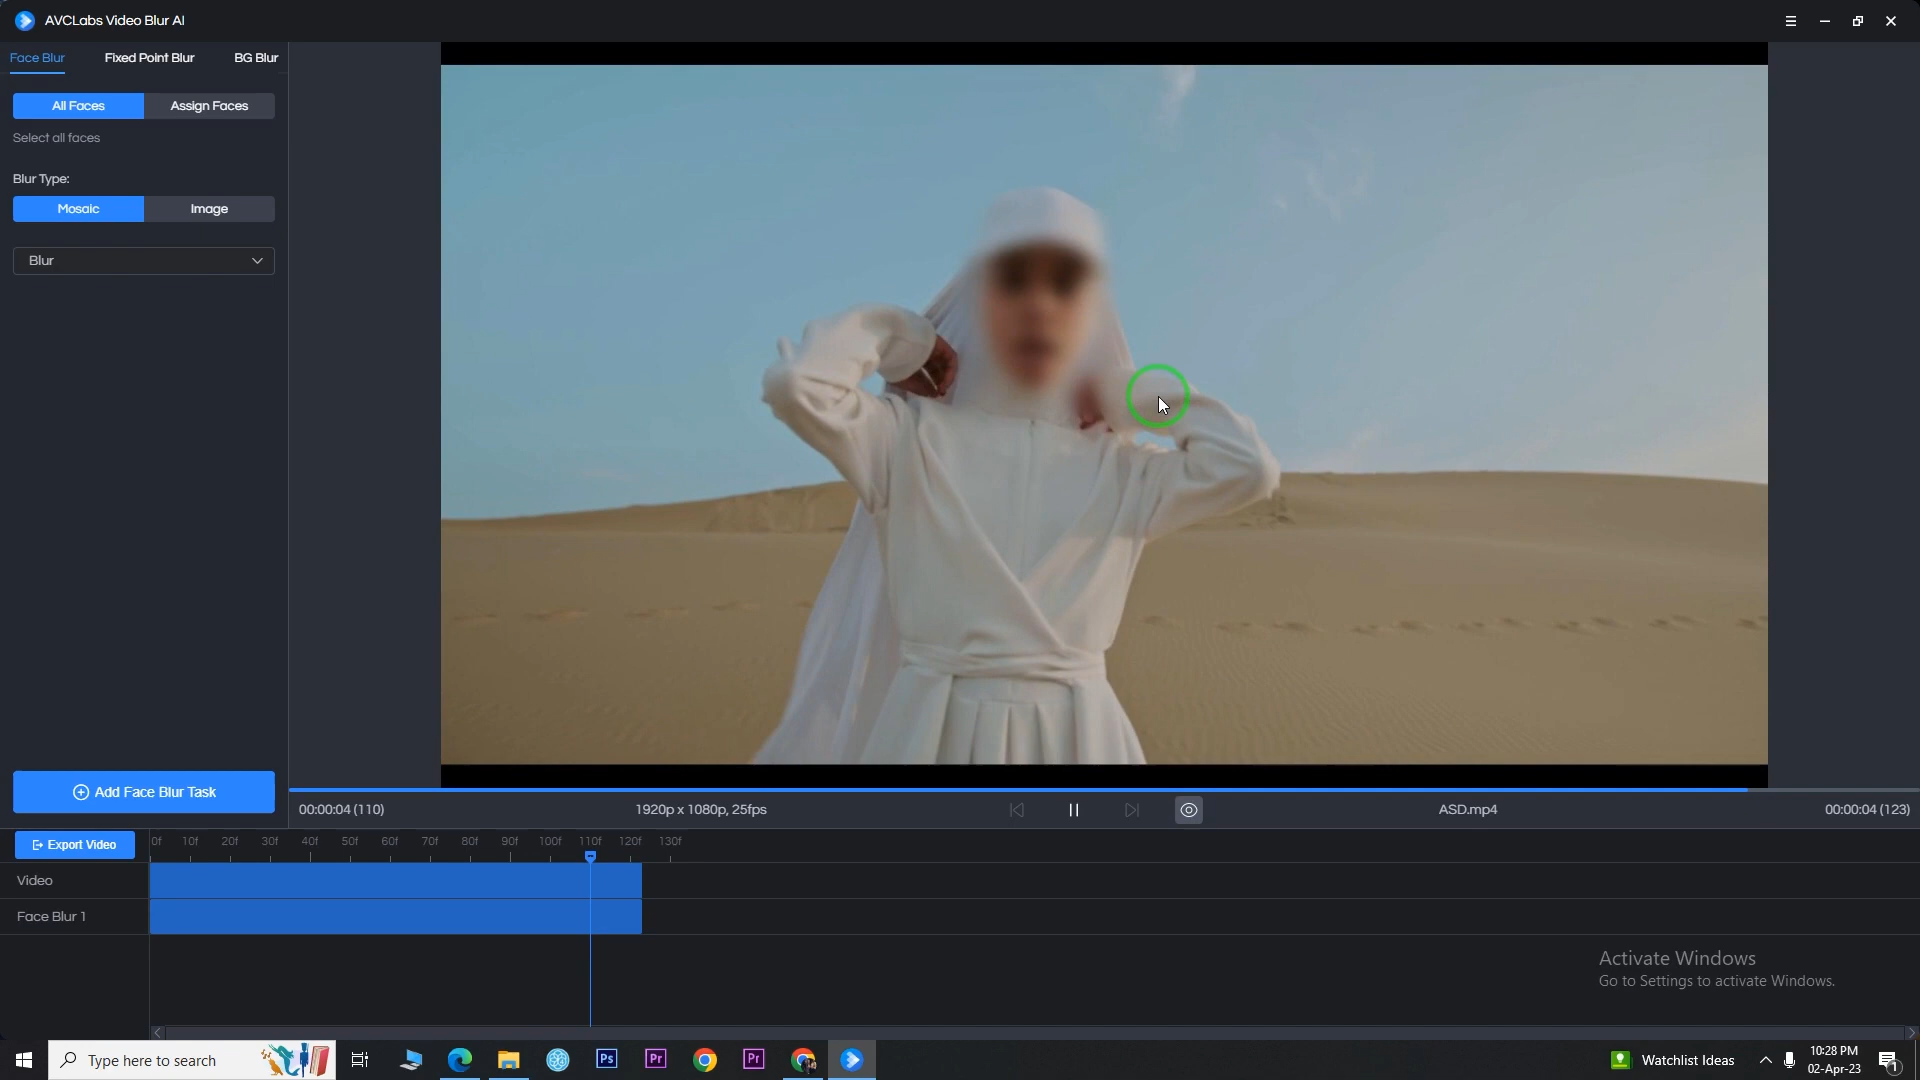 AVCLabs Video Blur AI
Face Blur
Fixed Point Blur
BG Blur
All Faces
Assign Faces
Select all faces
Blur Type:
Mosaic
Image
Blur
Add Face Blur Task
00:00:04 (110)
1920p x 1080p, 25fps
ASD.mp4
00:00:04 (123)
Export Video
0f 10f 20f 30f 40f 50f 60f 70f 80f 90f 100f 110f 120f 130f
Video
Face Blur 1
Activate Windows
Go to Settings to activate Windows.
Type here to search
Ps
Pr
Pr
Watchlist Ideas
10:28 PM
02-Apr-23
1